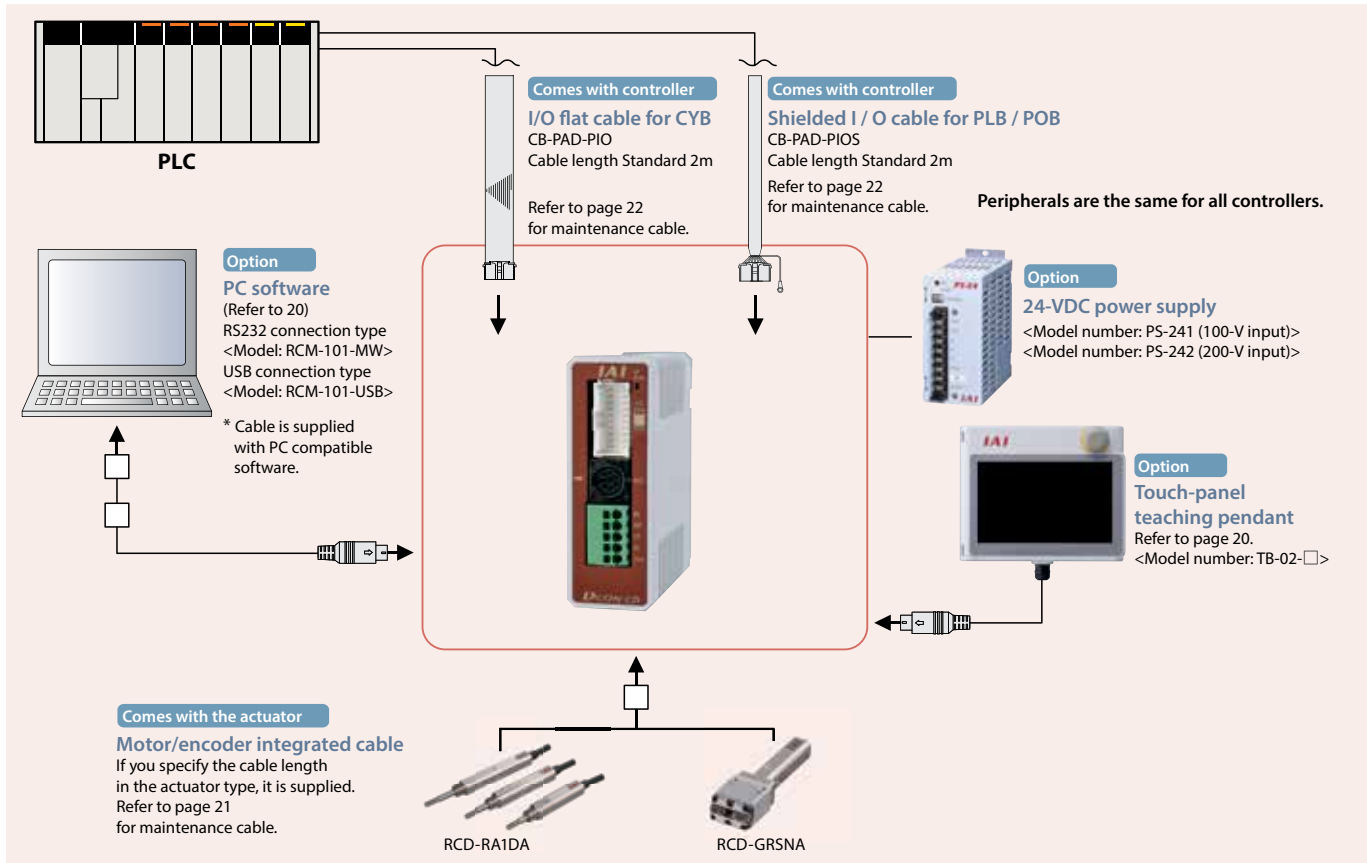 PLC
Comes with controller
I/O flat cable for CYB
CB-PAD-PIO
Cable length Standard 2m
Refer to page 22
for maintenance cable.
Comes with controller
Shielded I / O cable for PLB / POB
CB-PAD-PIOS
Cable length Standard 2m
Refer to page 22
for maintenance cable.
Peripherals are the same for all controllers.
Option
PC software
(Refer to 20)
RS232 connection type
<Model: RCM-101-MW>
USB connection type
<Model: RCM-101-USB>
* Cable is supplied
with PC compatible
software.
Option
24-VDC power supply
<Model number: PS-241 (100-V input)>
<Model number: PS-242 (200-V input)>
PS-24
IAI
IAI
DCON-CB
IAI
Option
Touch-panel
teaching pendant
Refer to page 20.
<Model number: TB-02-□>
Comes with the actuator
Motor/encoder integrated cable
If you specify the cable length
in the actuator type, it is supplied.
Refer to page 21
for maintenance cable.
RCD-RA1DA
RCD-GRSNA